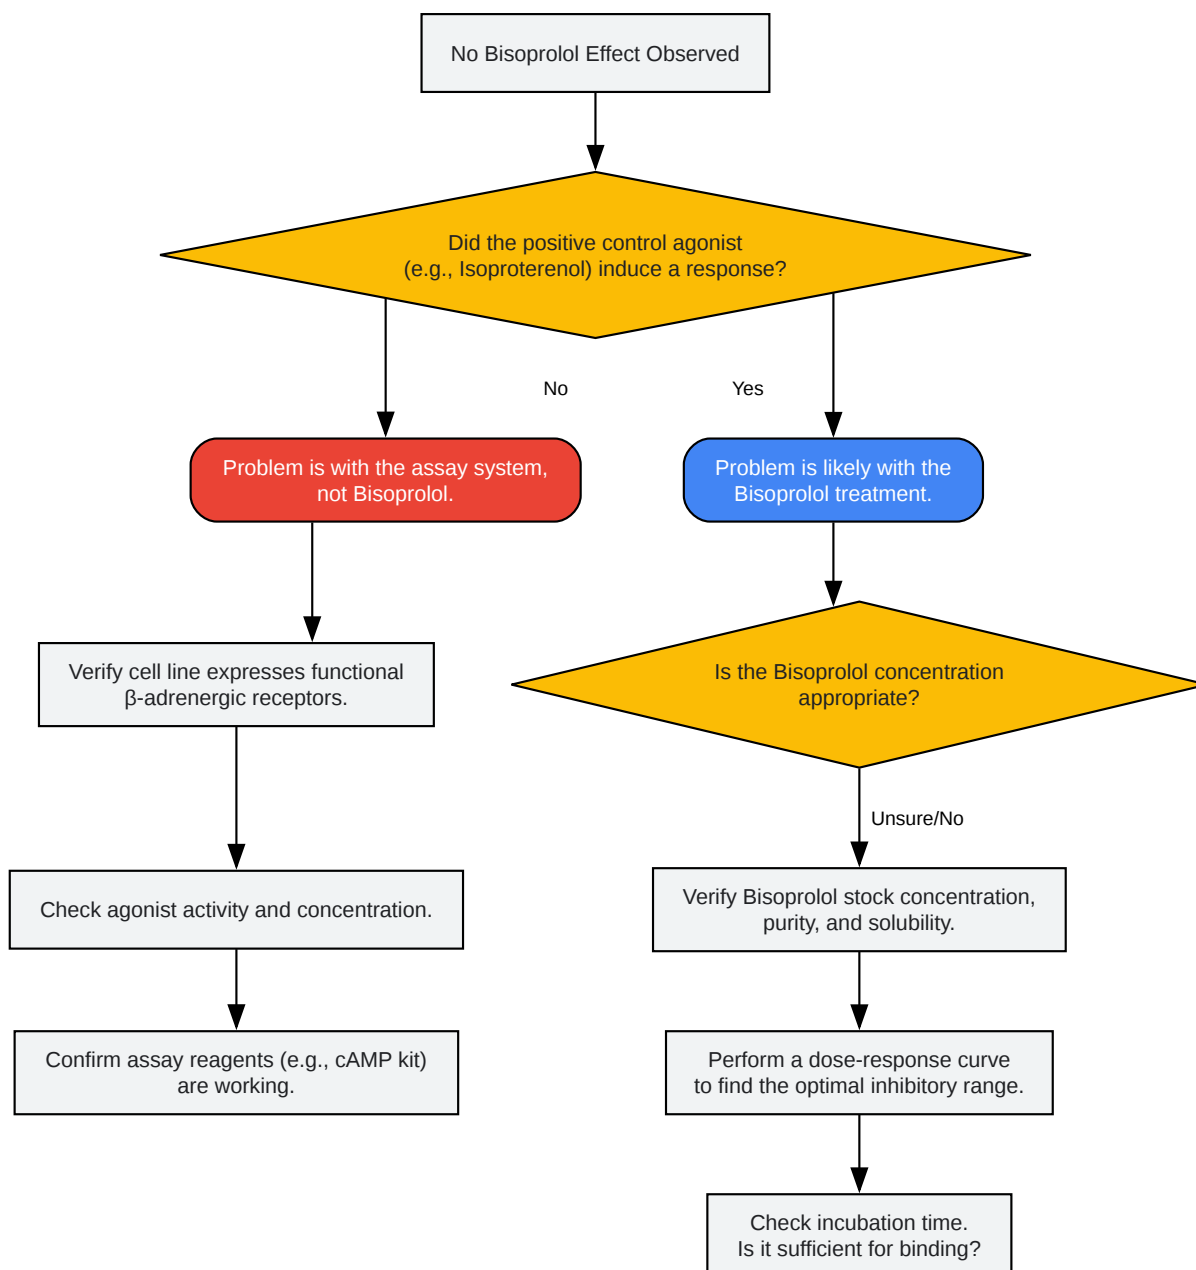 No Bisoprolol Effect Observed
Did the positive control agonist
(e.g., Isoproterenol) induce a response?
No
Yes
Problem is with the assay system,
not Bisoprolol.
Problem is likely with the
Bisoprolol treatment.
Verify cell line expresses functional
β-adrenergic receptors.
Is the Bisoprolol concentration
appropriate?
Unsure/No
Check agonist activity and concentration.
Verify Bisoprolol stock concentration,
purity, and solubility.
Confirm assay reagents (e.g., cAMP kit)
are working.
Perform a dose-response curve
to find the optimal inhibitory range.
Check incubation time.
Is it sufficient for binding?